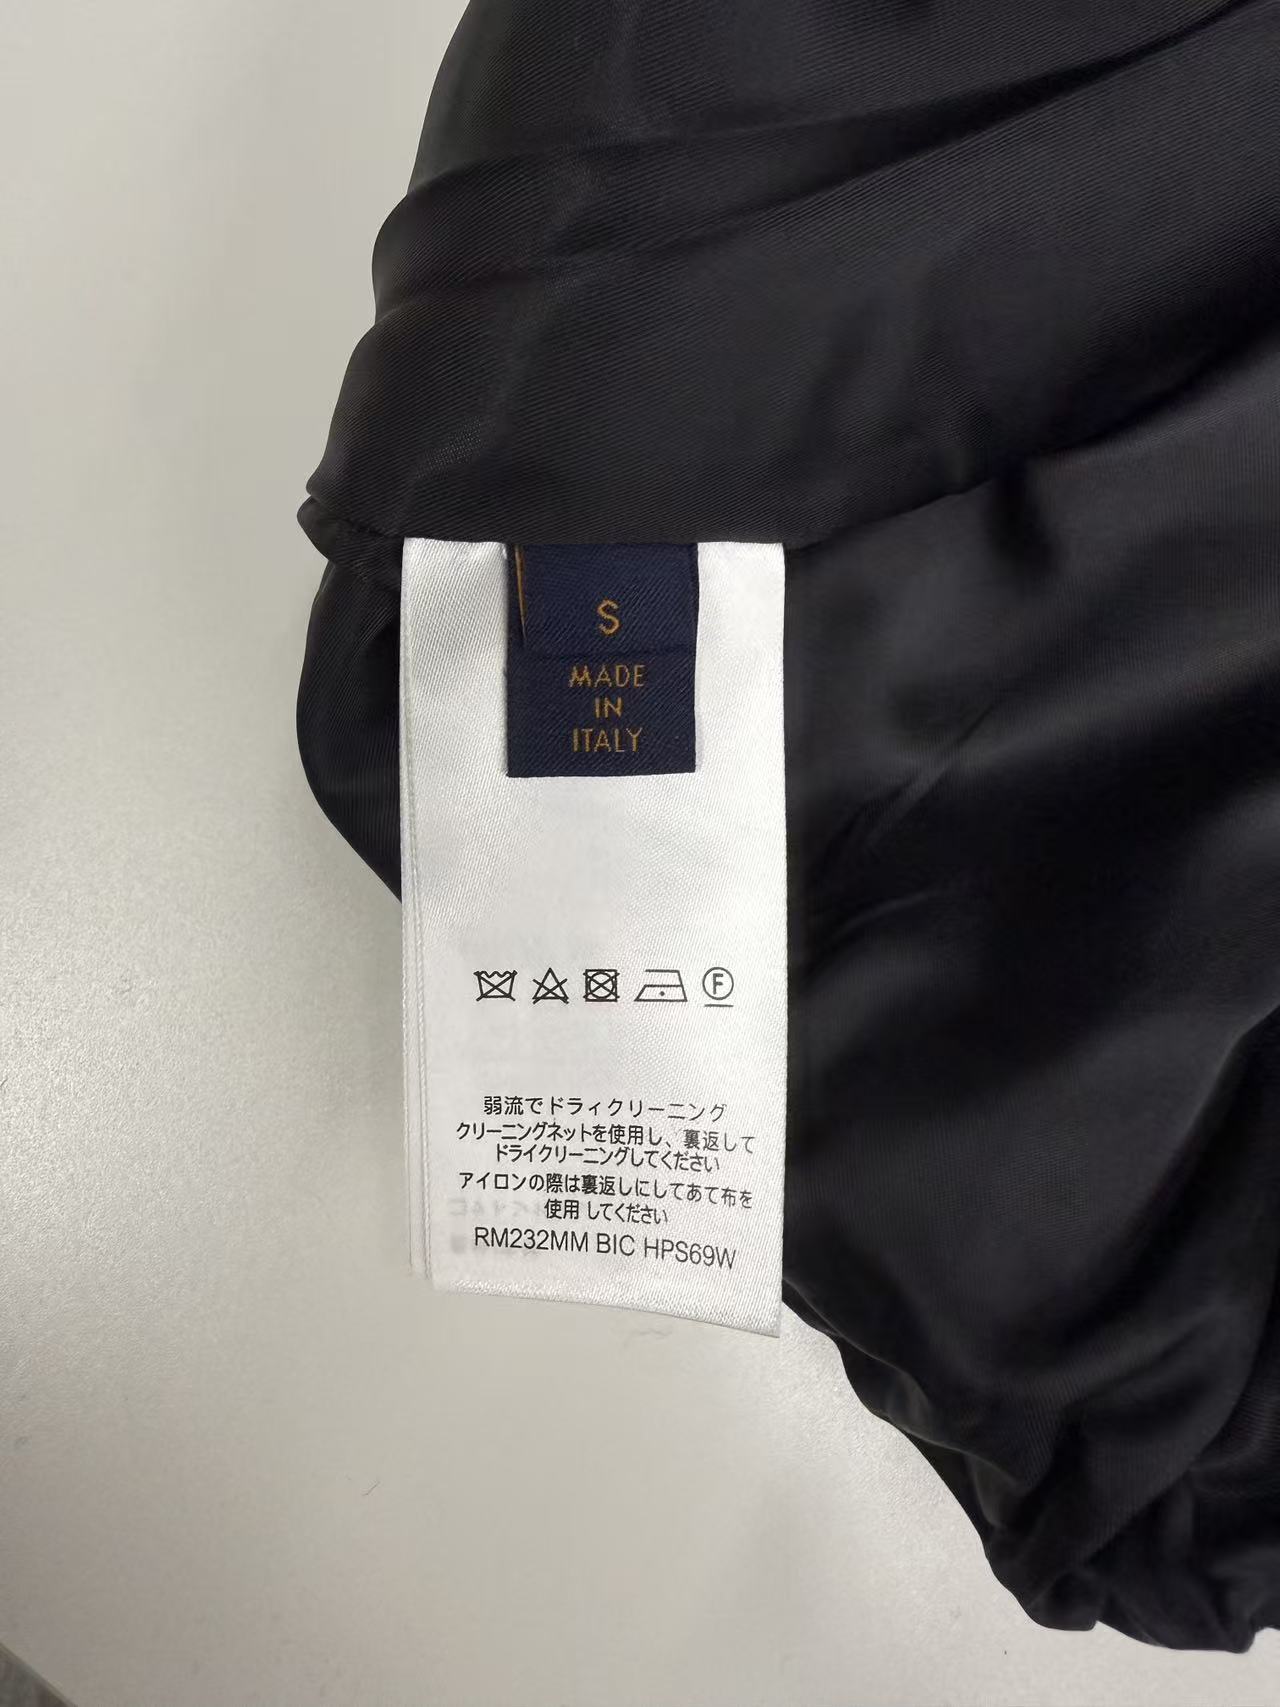 S
MADE
IN
ITALY
F
弱流でドライクリーニング
クリーニングネットを使用し、裏返して
ドライクリーニングしてください
アイロンの際は裏返しにしてあて布を
使用 してください
RM232MM BIC HPS69W